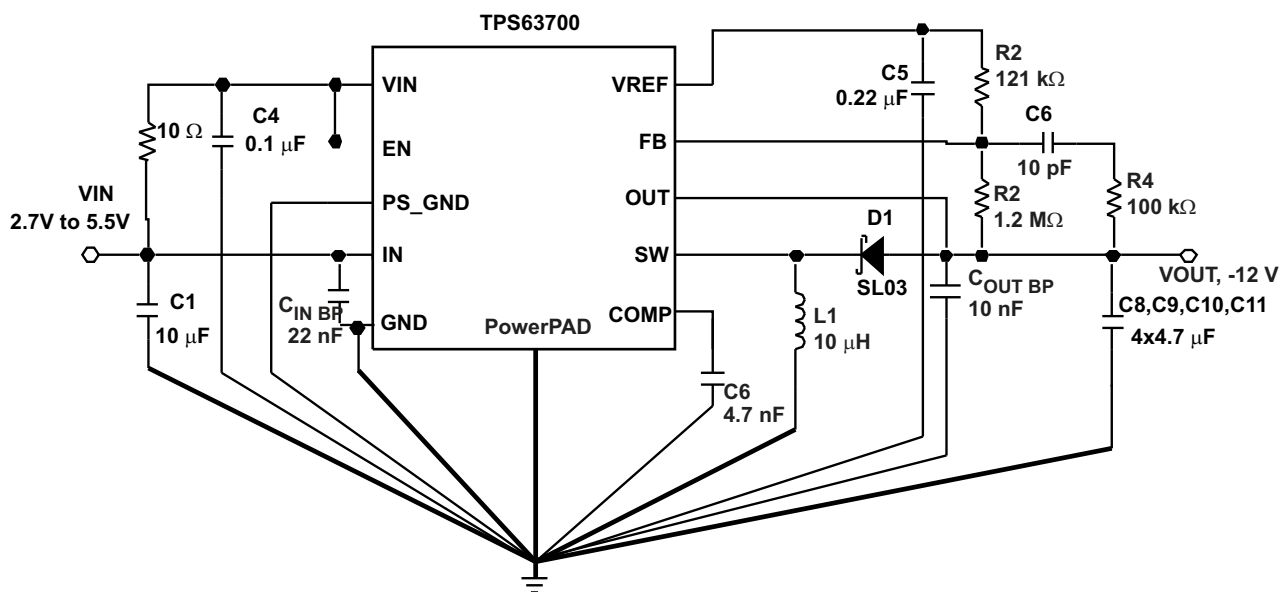 TPS63700
VIN
EN
PS_GND
IN
GND
PowerPAD
VREF
FB
OUT
SW
COMP
10 Ω
C4
0.1 μF
VIN
2.7V to 5.5V
C1
10 μF
C IN BP
22 nF
C5
0.22 μF
R2
121 kΩ
C6
10 pF
R2
1.2 MΩ
R4
100 kΩ
D1
SL03
L1
10 μH
C OUT BP
10 nF
VOUT, -12 V
C8,C9,C10,C11
4x4.7 μF
C6
4.7 nF